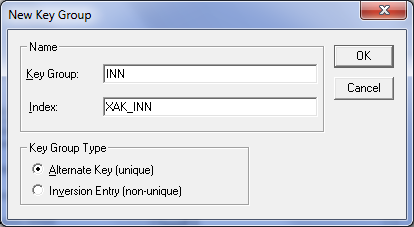 New Key Group
Name
Key Group: INN
Index: XAK_INN
OK
Cancel
Key Group Type
Alternate Key (unique)
Inversion Entry (non-unique)